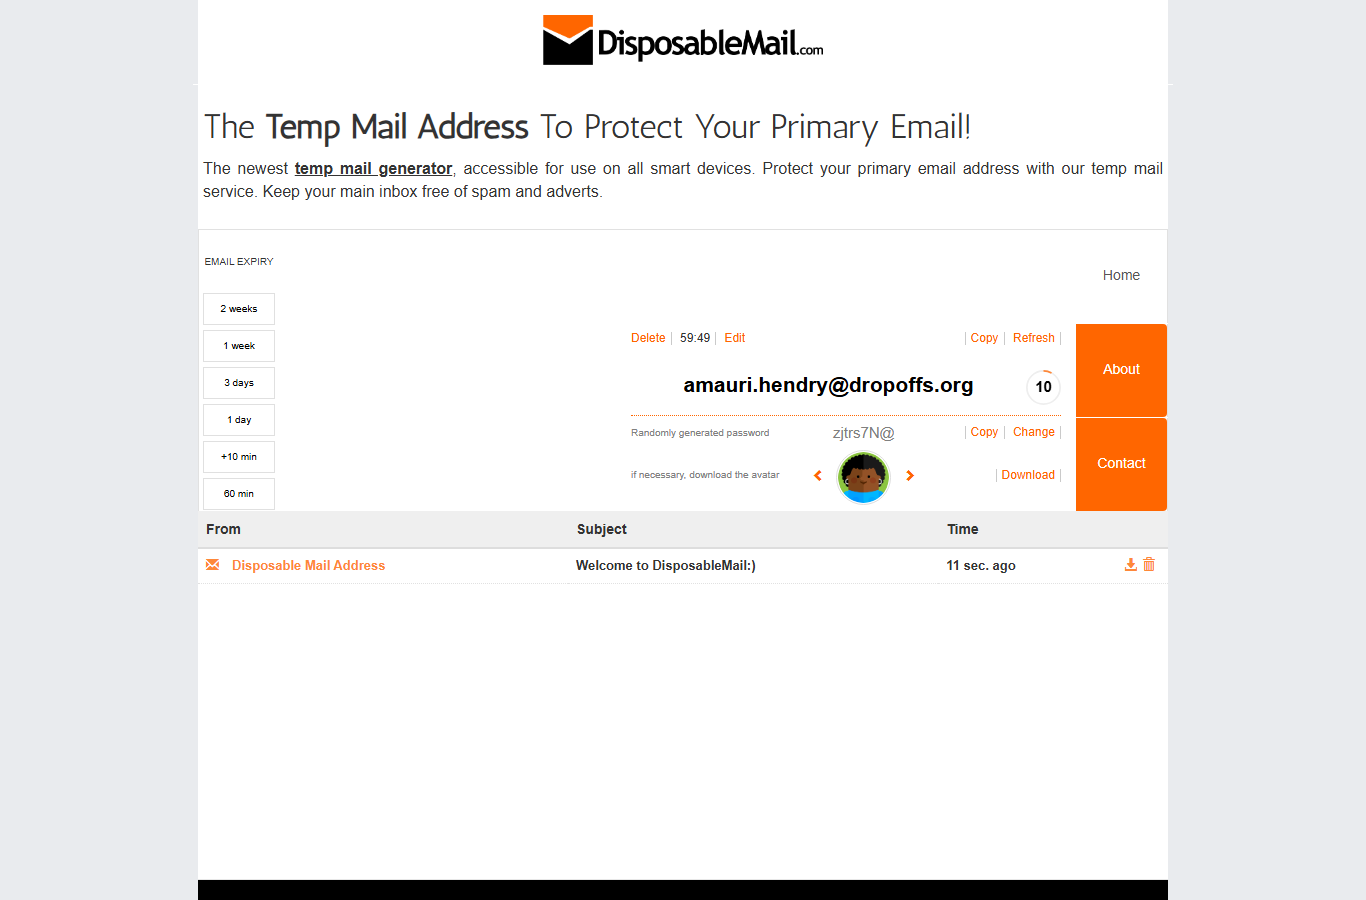 DisposableMail.com
The Temp Mail Address To Protect Your Primary Email!
The newest temp mail generator, accessible for use on all smart devices. Protect your primary email address with our temp mail
service. Keep your main inbox free of spam and adverts.
EMAIL EXPIRY
2 weeks
1 week
3 days
1 day
+10 min
60 min
Home
About
Contact
Delete 59:49 Edit Copy Refresh
amauri.hendry@dropoffs.org 10
Randomly generated password zjtrs7N@ Copy Change
if necessary, download the avatar Download
From Subject Time
Disposable Mail Address Welcome to DisposableMail:) 11 sec. ago